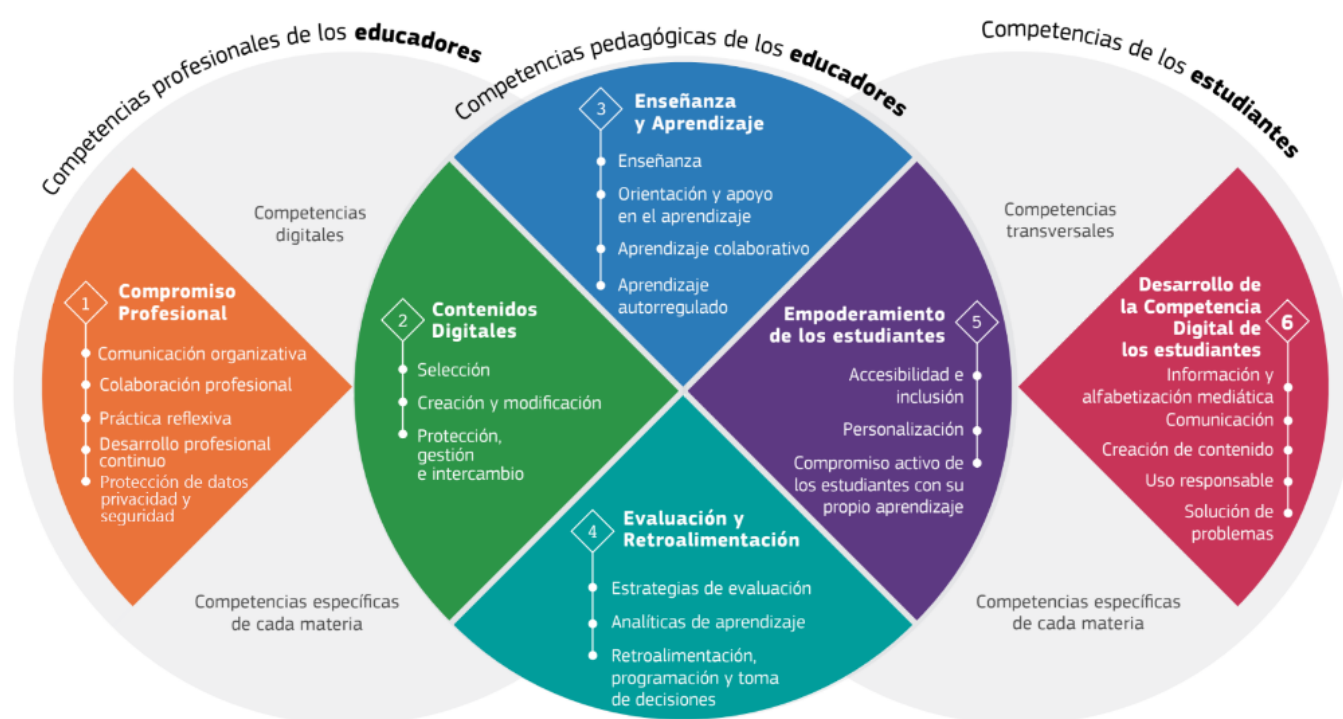 Competencias profesionales de los educadores
Competencias pedagógicas de los educadores
Competencias de los estudiantes
Competencias
digitales
Competencias específicas
de cada materia
1
Compromiso
Profesional
Comunicación organizativa
Colaboración profesional
Práctica reflexiva
Desarrollo profesional
continuo
Protección de datos
privacidad y
seguridad
2
Contenidos
Digitales
Selección
Creación y modificación
Protección,
gestión
e intercambio
3
Enseñanza
y Aprendizaje
Enseñanza
Orientación y apoyo
en el aprendizaje
Aprendizaje colaborativo
Aprendizaje
autorregulado
4
Evaluación y
Retroalimentación
Estrategias de evaluación
Analíticas de aprendizaje
Retroalimentación,
programación y toma
de decisiones
5
Empoderamiento
de los estudiantes
Accesibilidad e
inclusión
Personalización
Compromiso activo de
los estudiantes con su
propio aprendizaje
Competencias
transversales
Competencias específicas
de cada materia
6
Desarrollo de
la Competencia
Digital de
los estudiantes
Información y
alfabetización mediática
Comunicación
Creación de contenido
Uso responsable
Solución de
problemas